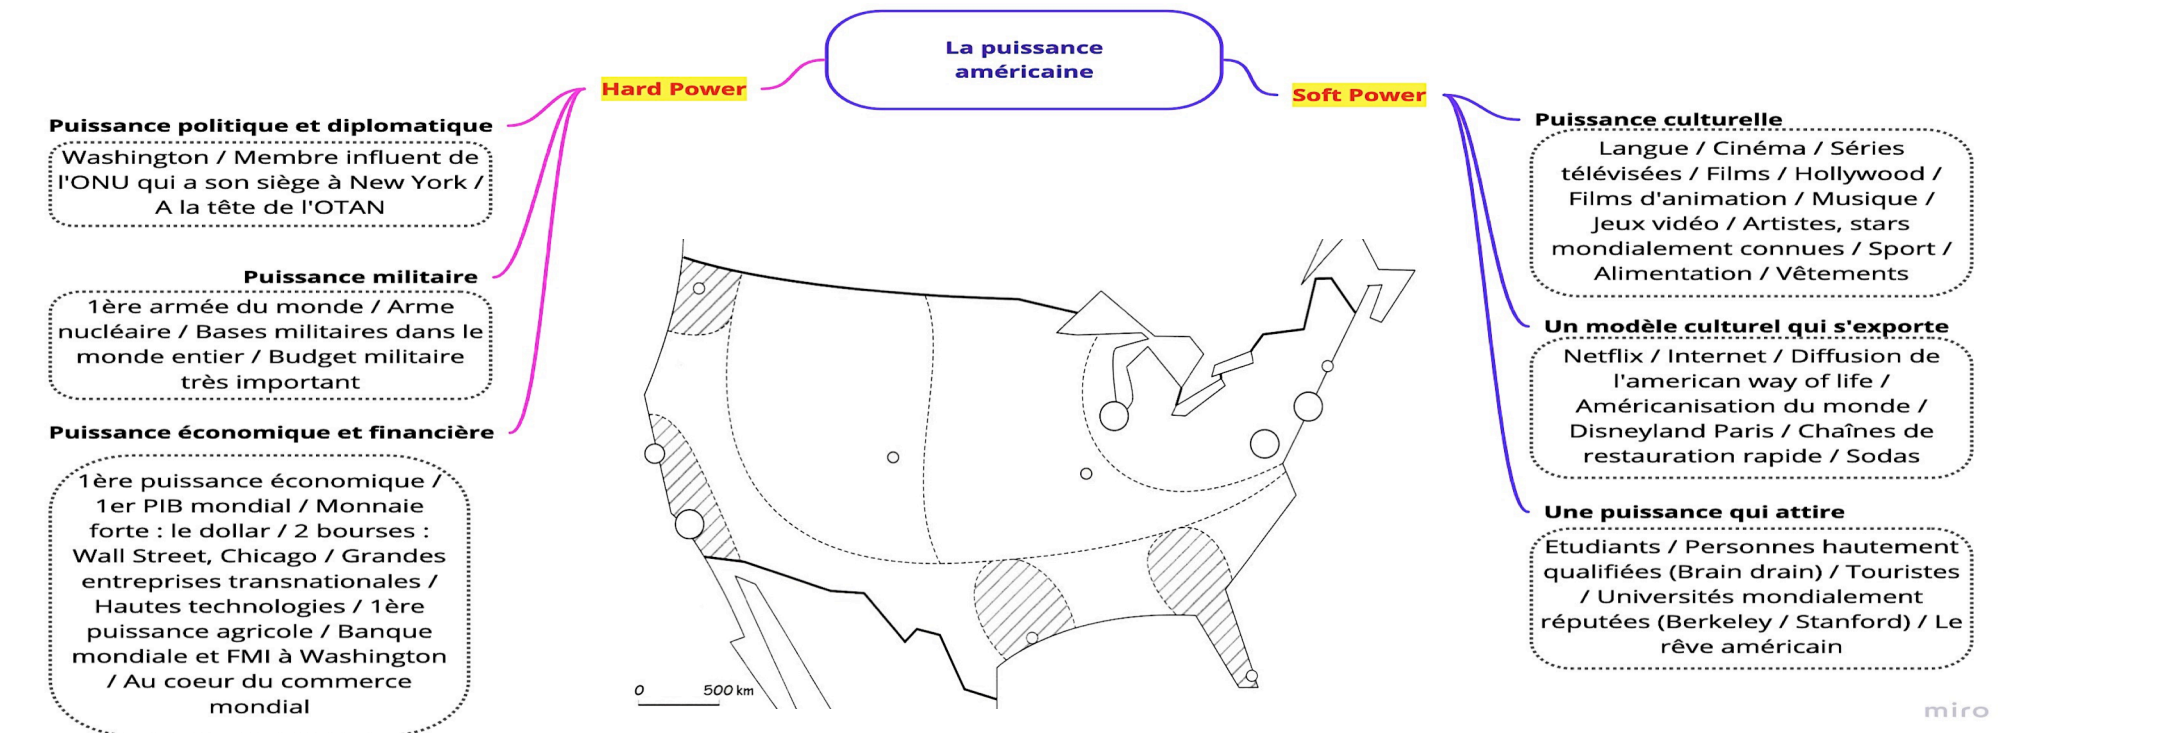 La puissance
américaine
Hard Power
Puissance politique et diplomatique
Washington / Membre influent de
l'ONU qui a son siège à New York /
A la tête de l'OTAN
Puissance militaire
1ère armée du monde / Arme
nucléaire / Bases militaires dans le
monde entier / Budget militaire
très important
Puissance économique et financière
1ère puissance économique /
1er PIB mondial / Monnaie
forte : le dollar / 2 bourses :
Wall Street, Chicago / Grandes
entreprises transnationales /
Hautes technologies / 1ère
puissance agricole / Banque
mondiale et FMI à Washington
/ Au coeur du commerce
mondial
0 500 km
Soft Power
Puissance culturelle
Langue / Cinéma / Séries
télévisées / Films / Hollywood /
Films d'animation / Musique /
Jeux vidéo / Artistes, stars
mondialement connues / Sport /
Alimentation / Vêtements
Un modèle culturel qui s'exporte
Netflix / Internet / Diffusion de
l'american way of life /
Américanisation du monde /
Disneyland Paris / Chaînes de
restauration rapide / Sodas
Une puissance qui attire
Etudiants / Personnes hautement
qualifiées (Brain drain) / Touristes
/ Universités mondialement
réputées (Berkeley / Stanford) / Le
rêve américain
miro